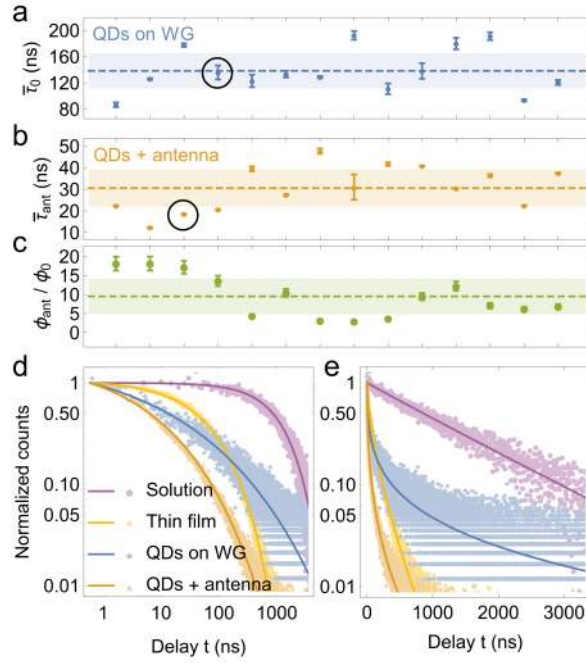 a
QDs on WG
200
160
130
100
70
τ̅₀ (ns)
b
QDs + antenna
50
40
30
20
10
τ̅ant (ns)
c
20
15
10
5
0
ϕant / ϕ0
d
e
1
0.50
0.10
0.05
0.01
Normalized counts
Solution
Thin film
QDs on WG
QDs + antenna
1
10
100
1000
Delay t (ns)
1
0.50
0.10
0.05
0.01
0
1000
2000
3000
Delay t (ns)